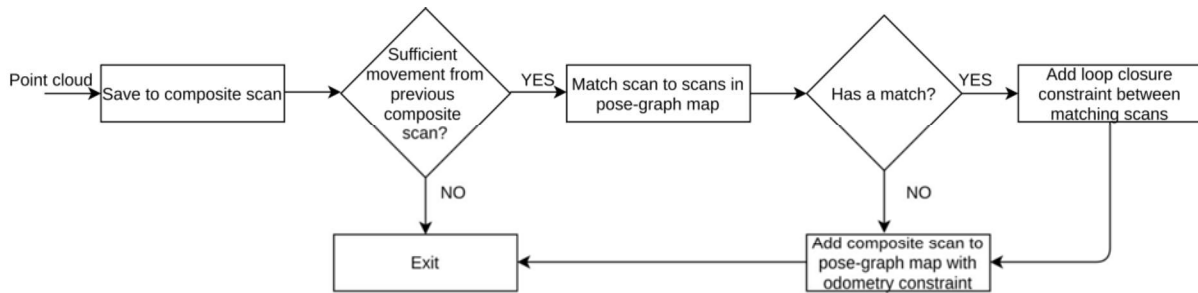 Point cloud
Save to composite scan
Sufficient
movement from
previous
composite
scan?
YES
Match scan to scans in
pose-graph map
Has a match?
YES
Add loop closure
constraint between
matching scans
NO
NO
Exit
Add composite scan to
pose-graph map with
odometry constraint